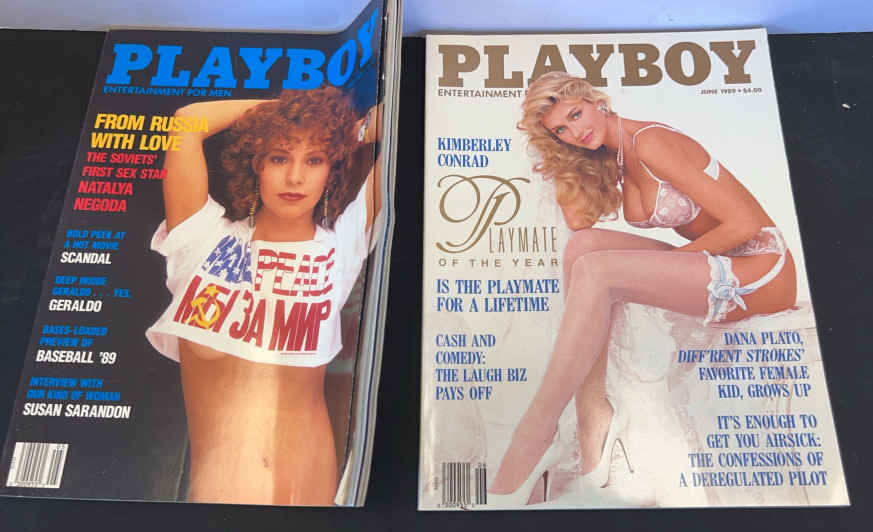 PLAYBOY
ENTERTAINMENT FOR MEN
FROM RUSSIA
WITH LOVE
THE SOVIETS'
FIRST SEX STAR
NATALYA
NEGODA
BOLD PEEK AT
A HOT MOVIE
SCANDAL
DEEP INSIDE
GERALDO . . . YES,
GERALDO
BASES-LOADED
PREVIEW OF
BASEBALL '89
INTERVIEW WITH
OUR KIND OF WOMAN
SUSAN SARANDON
PEACE
МЫ ЗА МИР
PLAYBOY
ENTERTAINMENT F
JUNE 1989 • $4.00
KIMBERLEY
CONRAD
PLAYMATE
OF THE YEAR
IS THE PLAYMATE
FOR A LIFETIME
CASH AND
COMEDY:
THE LAUGH BIZ
PAYS OFF
DANA PLATO,
DIFF'RENT STROKES'
FAVORITE FEMALE
KID, GROWS UP
IT'S ENOUGH TO
GET YOU AIRSICK:
THE CONFESSIONS OF
A DEREGULATED PILOT